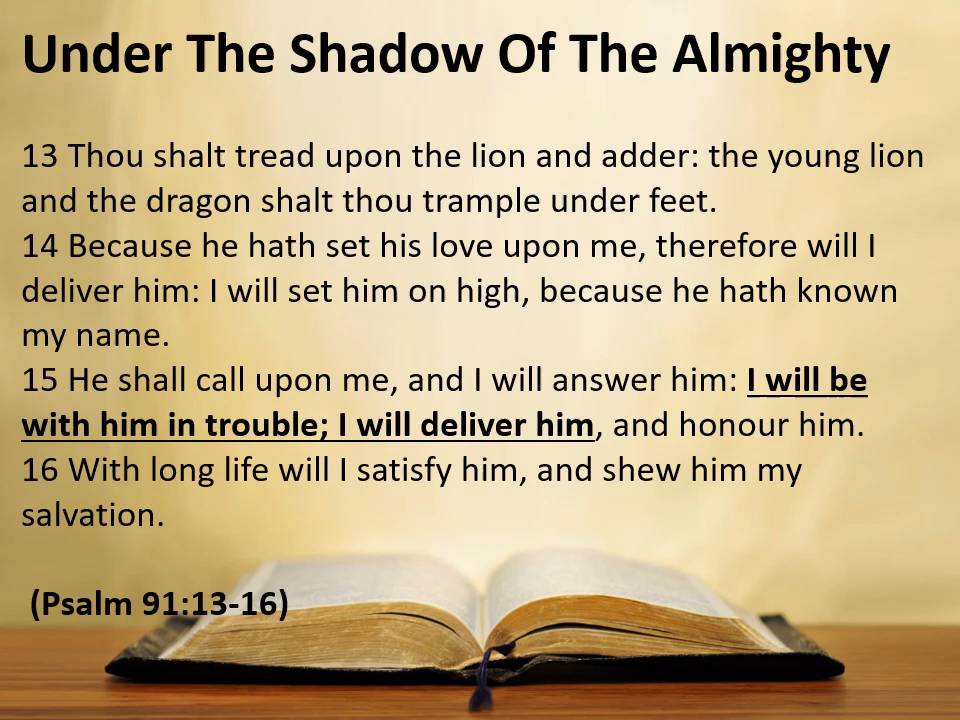 Under The Shadow Of The Almighty
13 Thou shalt tread upon the lion and adder: the young lion
and the dragon shalt thou trample under feet.
14 Because he hath set his love upon me, therefore will I
deliver him: I will set him on high, because he hath known
my name.
15 He shall call upon me, and I will answer him: I will be
with him in trouble; I will deliver him, and honour him.
16 With long life will I satisfy him, and shew him my
salvation.
(Psalm 91:13-16)